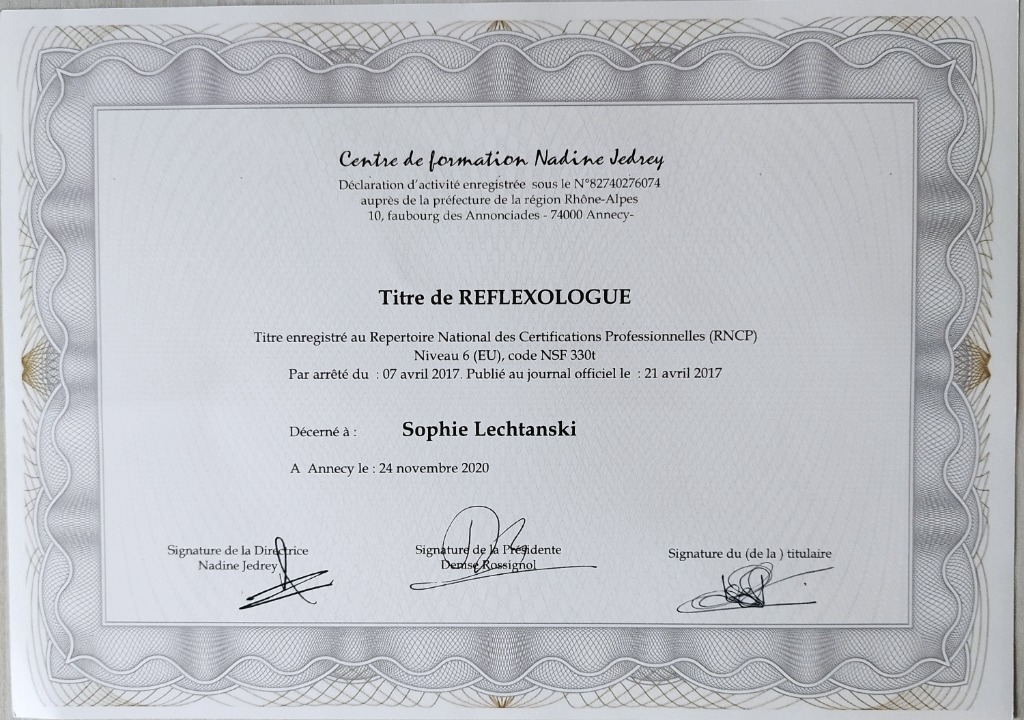 Centre de formation Nadine Jedrey
Déclaration d'activité enregistrée sous le N°82740276074
auprès de la préfecture de la région Rhône-Alpes
10, faubourg des Annonciades - 74000 Annecy-
Titre de REFLEXOLOGUE
Titre enregistré au Repertoire National des Certifications Professionnelles (RNCP)
Niveau 6 (EU), code NSF 330t
Par arrêté du : 07 avril 2017. Publié au journal officiel le : 21 avril 2017
Décerné à : Sophie Lechtanski
A Annecy le : 24 novembre 2020
Signature de la Directrice
Nadine Jedrey
Signature de la Présidente
Denise Rossignol
Signature du (de la ) titulaire